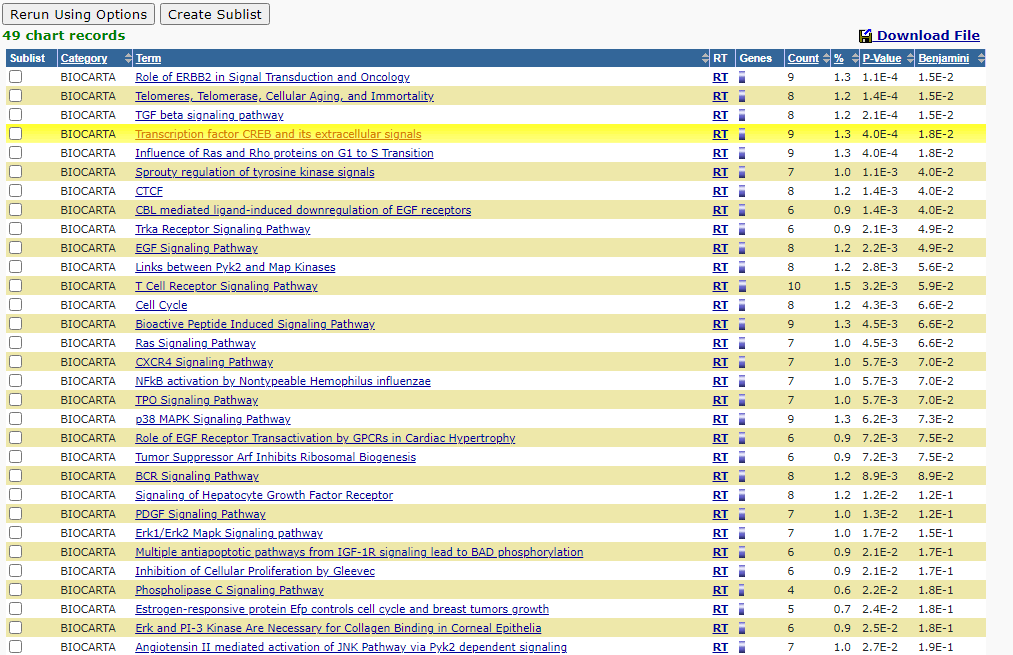 Rerun Using Options Create Sublist
49 chart records Download File
Sublist Category Term RT Genes Count % P-Value Benjamini
BIOCARTA Role of ERBB2 in Signal Transduction and Oncology RT 9 1.3 1.1E-4 1.5E-2
BIOCARTA Telomeres, Telomerase, Cellular Aging, and Immortality RT 8 1.2 1.4E-4 1.5E-2
BIOCARTA TGF beta signaling pathway RT 8 1.2 2.1E-4 1.5E-2
BIOCARTA Transcription factor CREB and its extracellular signals RT 9 1.3 4.0E-4 1.8E-2
BIOCARTA Influence of Ras and Rho proteins on G1 to S Transition RT 9 1.3 4.0E-4 1.8E-2
BIOCARTA Sprouty regulation of tyrosine kinase signals RT 7 1.0 1.1E-3 4.0E-2
BIOCARTA CTCF RT 8 1.2 1.4E-3 4.0E-2
BIOCARTA CBL mediated ligand-induced downregulation of EGF receptors RT 6 0.9 1.4E-3 4.0E-2
BIOCARTA Trka Receptor Signaling Pathway RT 6 0.9 2.1E-3 4.9E-2
BIOCARTA EGF Signaling Pathway RT 8 1.2 2.2E-3 4.9E-2
BIOCARTA Links between Pyk2 and Map Kinases RT 8 1.2 2.8E-3 5.6E-2
BIOCARTA T Cell Receptor Signaling Pathway RT 10 1.5 3.2E-3 5.9E-2
BIOCARTA Cell Cycle RT 8 1.2 4.3E-3 6.6E-2
BIOCARTA Bioactive Peptide Induced Signaling Pathway RT 9 1.3 4.5E-3 6.6E-2
BIOCARTA Ras Signaling Pathway RT 7 1.0 4.5E-3 6.6E-2
BIOCARTA CXCR4 Signaling Pathway RT 7 1.0 5.7E-3 7.0E-2
BIOCARTA NFkB activation by Nontypeable Hemophilus influenzae RT 7 1.0 5.7E-3 7.0E-2
BIOCARTA TPO Signaling Pathway RT 7 1.0 5.7E-3 7.0E-2
BIOCARTA p38 MAPK Signaling Pathway RT 9 1.3 6.2E-3 7.3E-2
BIOCARTA Role of EGF Receptor Transactivation by GPCRs in Cardiac Hypertrophy RT 6 0.9 7.2E-3 7.5E-2
BIOCARTA Tumor Suppressor Arf Inhibits Ribosomal Biogenesis RT 6 0.9 7.2E-3 7.5E-2
BIOCARTA BCR Signaling Pathway RT 8 1.2 8.9E-3 8.9E-2
BIOCARTA Signaling of Hepatocyte Growth Factor Receptor RT 8 1.2 1.2E-2 1.2E-1
BIOCARTA PDGF Signaling Pathway RT 7 1.0 1.3E-2 1.2E-1
BIOCARTA Erk1/Erk2 Mapk Signaling pathway RT 7 1.0 1.7E-2 1.5E-1
BIOCARTA Multiple antiapoptotic pathways from IGF-1R signaling lead to BAD phosphorylation RT 6 0.9 2.1E-2 1.7E-1
BIOCARTA Inhibition of Cellular Proliferation by Gleevec RT 6 0.9 2.1E-2 1.7E-1
BIOCARTA Phospholipase C Signaling Pathway RT 4 0.6 2.2E-2 1.8E-1
BIOCARTA Estrogen-responsive protein Efp controls cell cycle and breast tumors growth RT 5 0.7 2.4E-2 1.8E-1
BIOCARTA Erk and PI-3 Kinase Are Necessary for Collagen Binding in Corneal Epithelia RT 6 0.9 2.5E-2 1.8E-1
BIOCARTA Angiotensin II mediated activation of JNK Pathway via Pyk2 dependent signaling RT 7 1.0 2.7E-2 1.9E-1